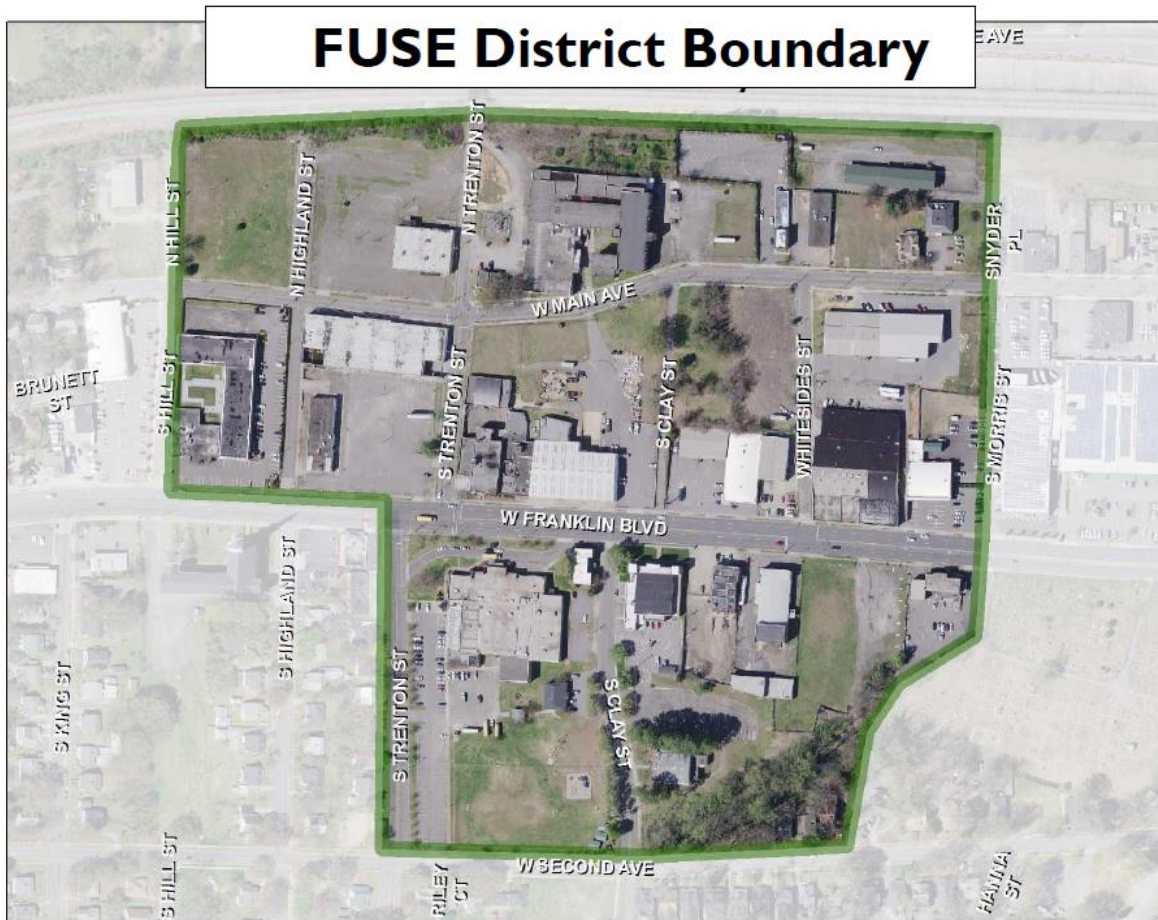 FUSE District Boundary
E AVE
N HILL ST
N HIGHLAND ST
N TRENTON ST
SNYDER
PL
W MAIN AVE
BRUNETT
ST
S HILL ST
S TRENTON ST
S CLAY ST
WHITESIDES ST
S MORRIS ST
W FRANKLIN BLVD
S HIGHLAND ST
S KING ST
S TRENTON ST
S CLAY ST
S HILL ST
RILEY
CT
W SECOND AVE
HANNA
ST